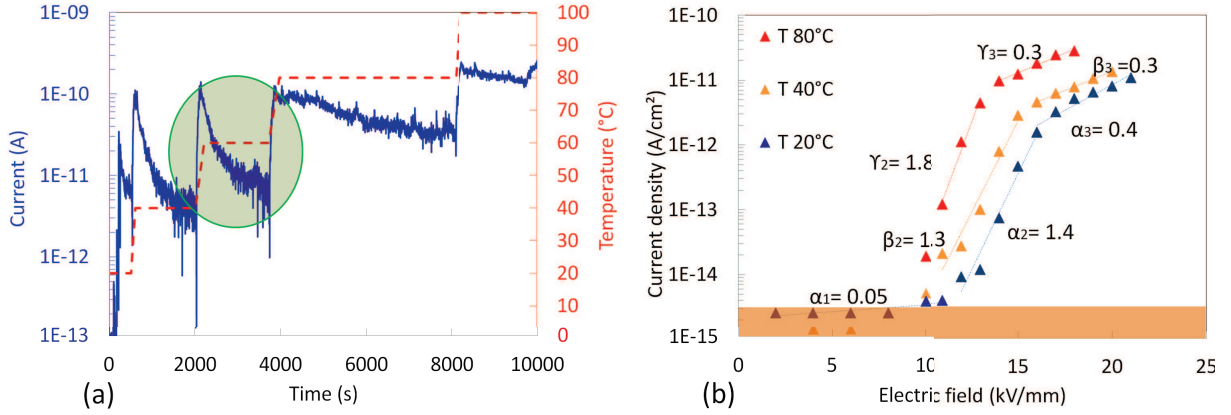 1E-09
1E-10
1E-11
1E-12
1E-13
Current (A)
100
90
80
70
60
50
40
30
20
10
0
Temperature (°C)
0
2000
4000
6000
8000
10000
Time (s)
(a)
1E-10
1E-11
1E-12
1E-13
1E-14
1E-15
Current density (A/cm²)
T 80°C
T 40°C
T 20°C
ϒ3= 0.3
β3= 0.3
α3= 0.4
ϒ2= 1.8
β2= 1.3
α2= 1.4
α1= 0.05
0
5
10
15
20
25
Electric field (kV/mm)
(b)